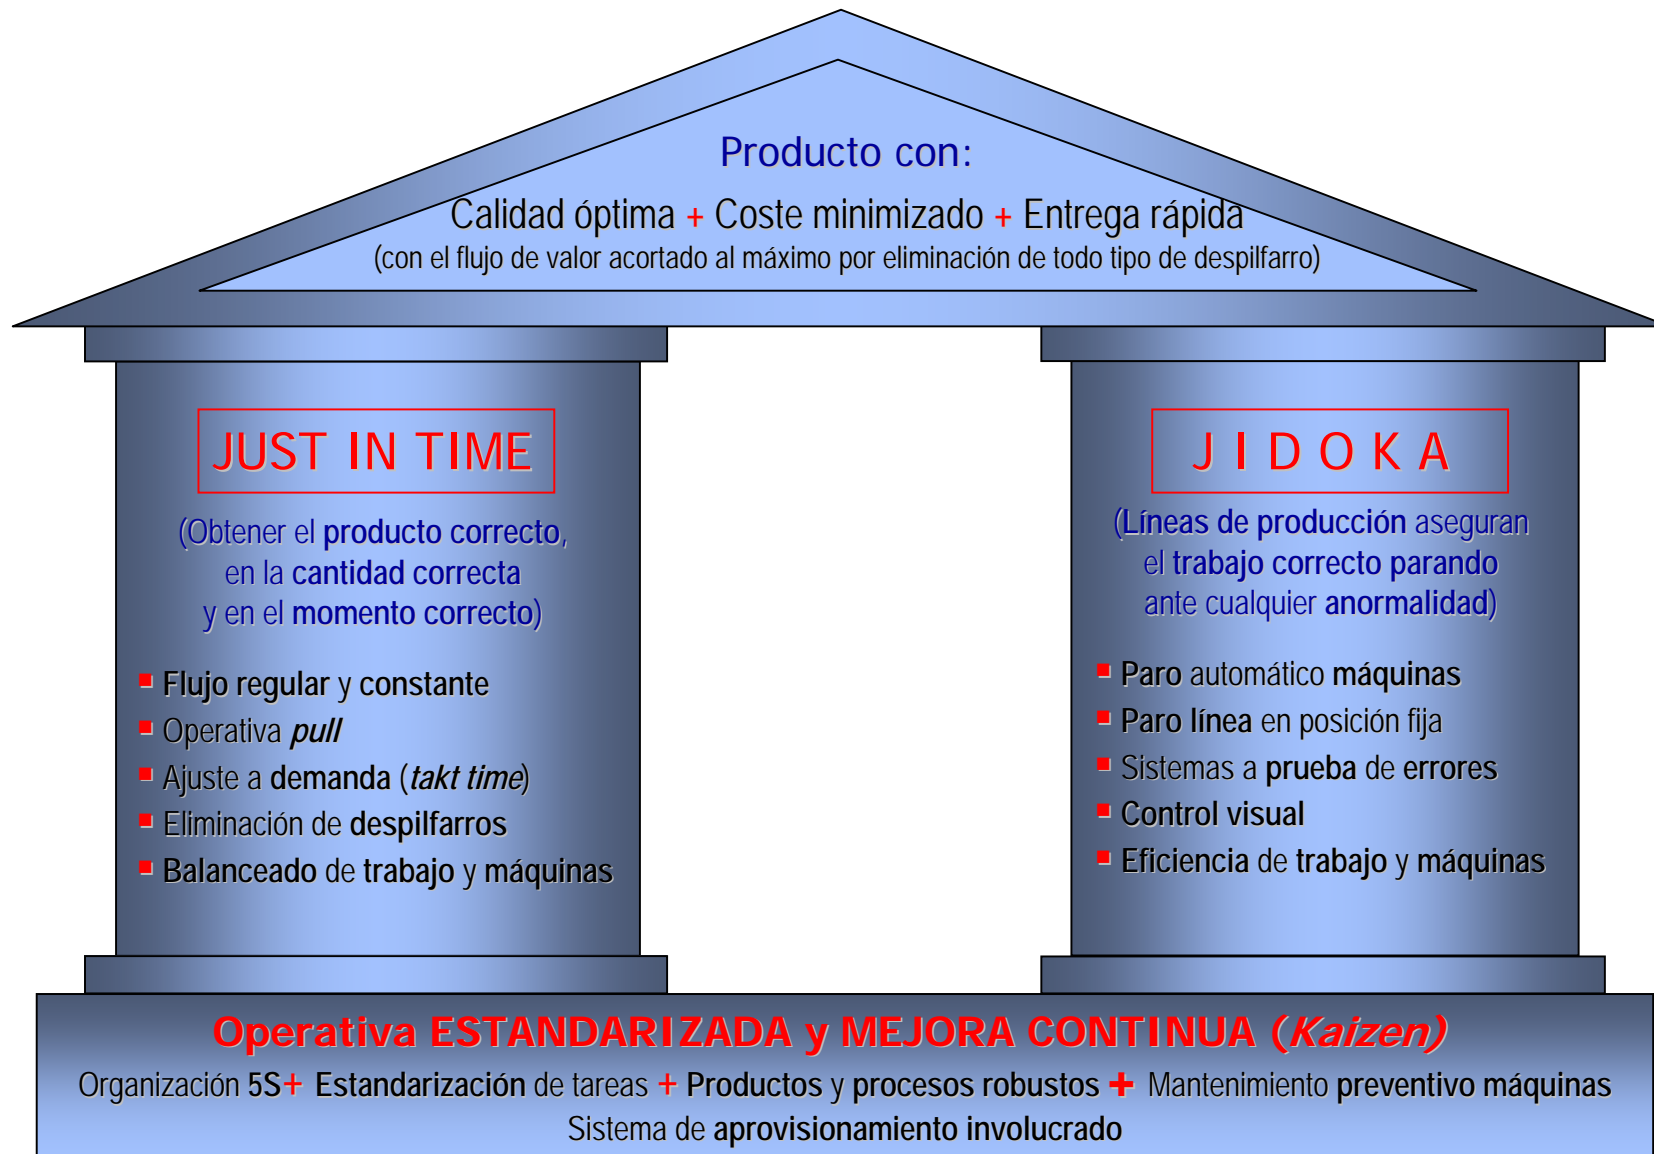 Producto con:
Calidad óptima + Coste minimizado + Entrega rápida
(con el flujo de valor acortado al máximo por eliminación de todo tipo de despilfarro)
JUST IN TIME
(Obtener el producto correcto,
en la cantidad correcta
y en el momento correcto)
▪ Flujo regular y constante
▪ Operativa pull
▪ Ajuste a demanda (takt time)
▪ Eliminación de despilfarros
▪ Balanceado de trabajo y máquinas
J I D O K A
(Líneas de producción aseguran
el trabajo correcto parando
ante cualquier anormalidad)
▪ Paro automático máquinas
▪ Paro línea en posición fija
▪ Sistemas a prueba de errores
▪ Control visual
▪ Eficiencia de trabajo y máquinas
Operativa ESTANDARIZADA y MEJORA CONTINUA (Kaizen)
Organización 5S+ Estandarización de tareas + Productos y procesos robustos + Mantenimiento preventivo máquinas
Sistema de aprovisionamiento involucrado